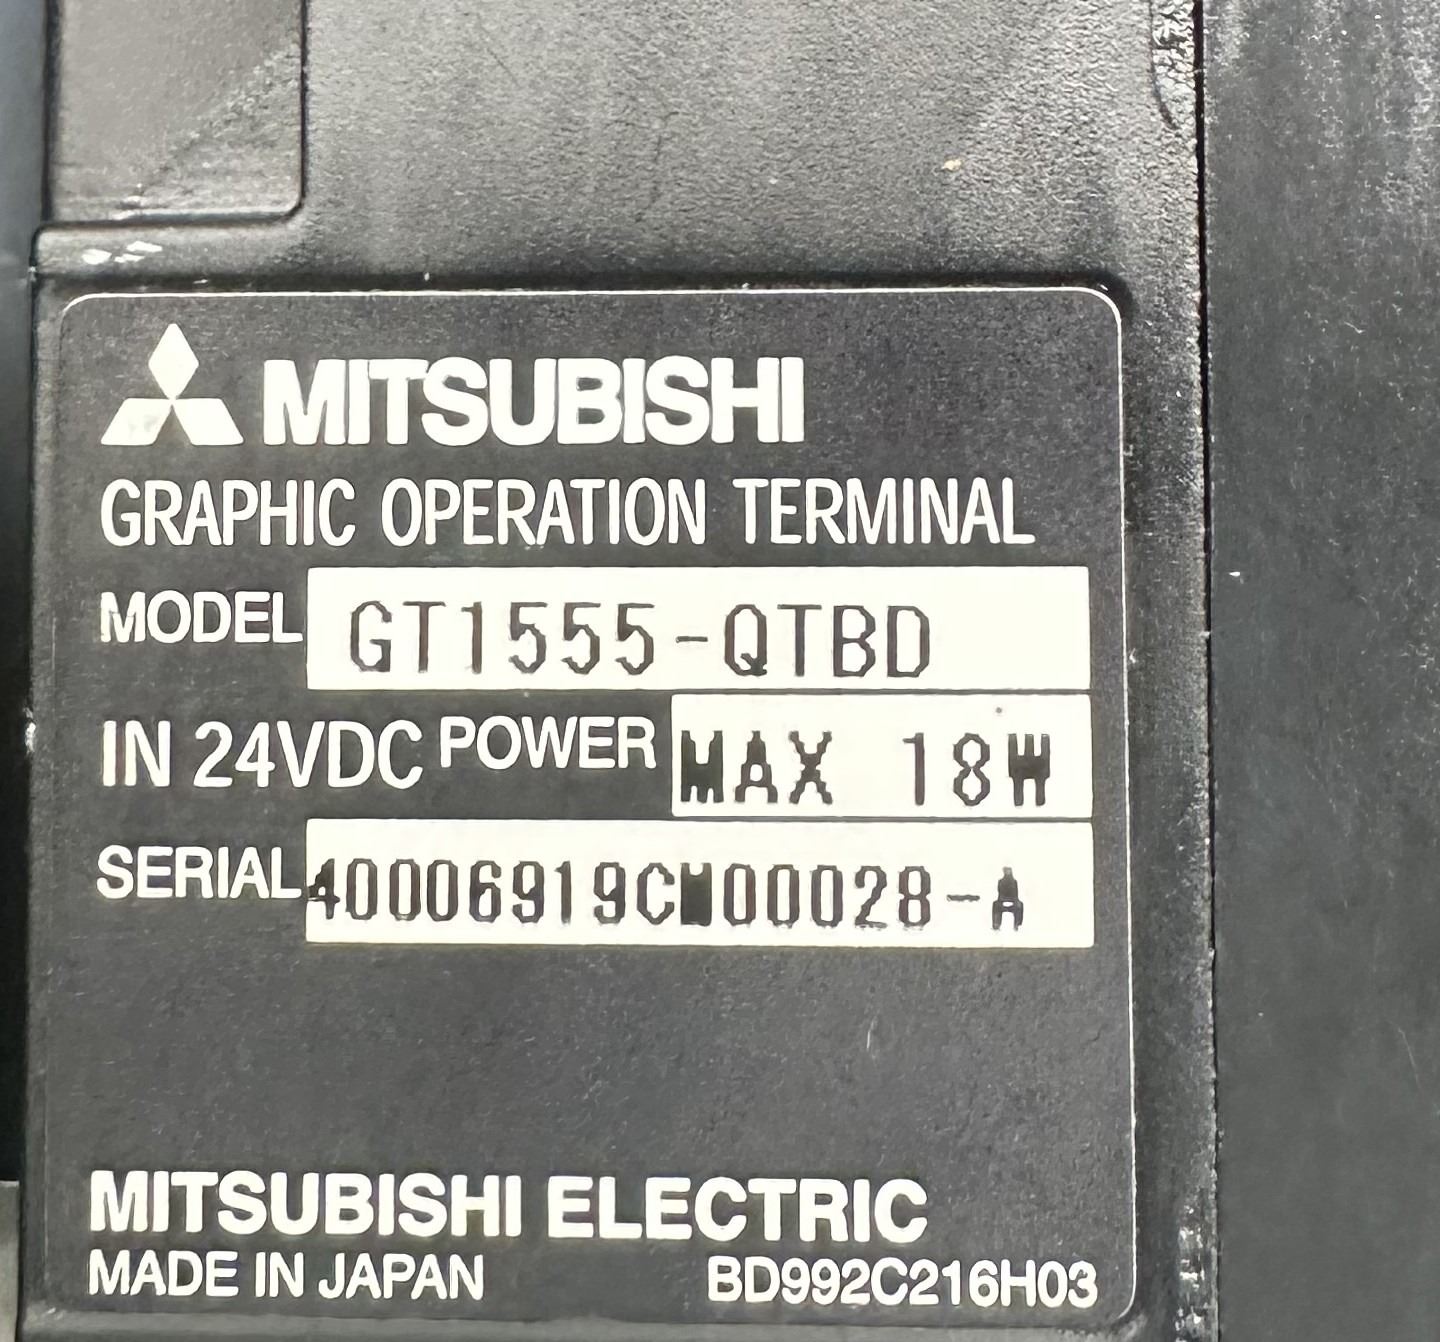 MITSUBISHI
GRAPHIC OPERATION TERMINAL
MODEL GT1555-QTBD
IN 24VDC POWER MAX 18W
SERIAL
MITSUBISHI ELECTRIC
MADE IN JAPAN BD992C216H03